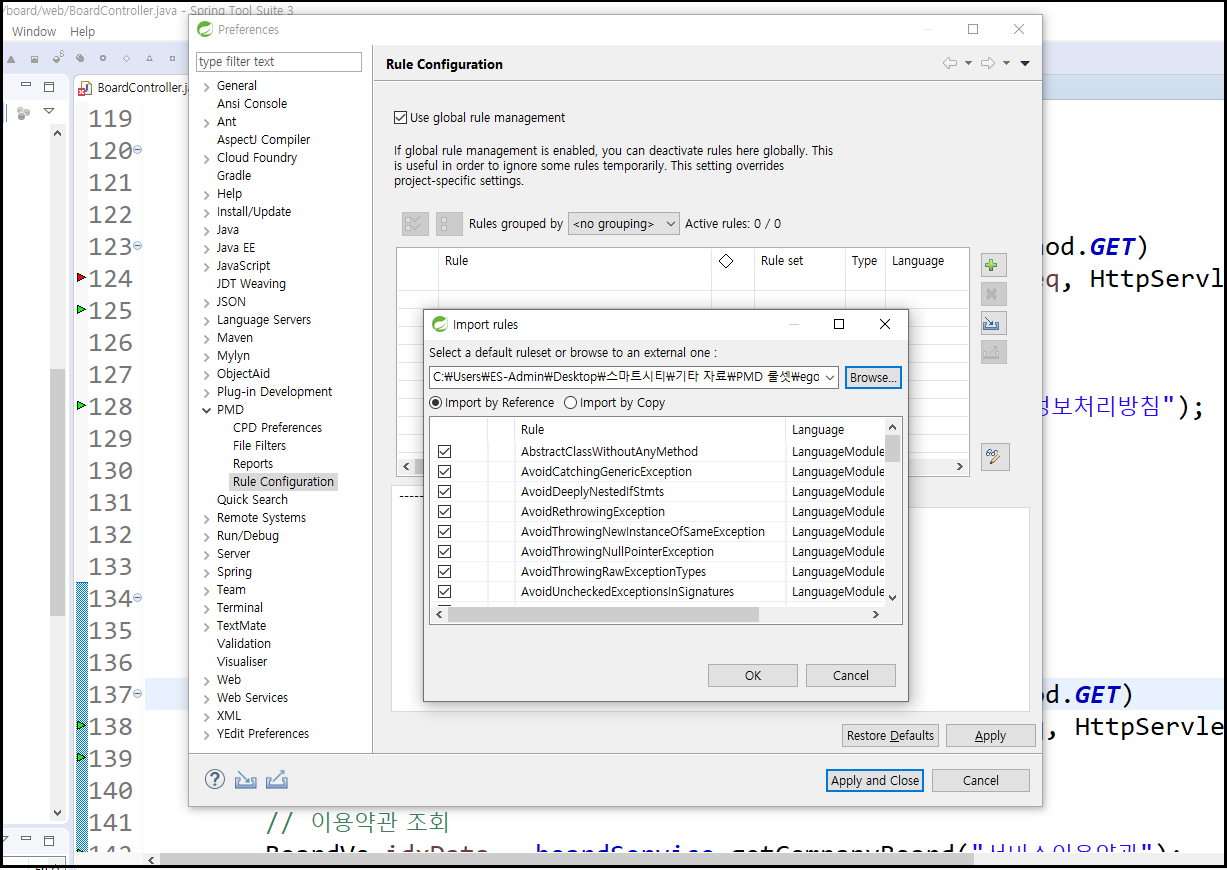 /board/web/BoardController.java - Spring Tool Suite 3
Window Help
BoardController.j
119
120
121
122
123
124
125
126
127
128
129
130
131
132
133
134
135
136
137
138
139
140
141
Preferences
type filter text
General
Ansi Console
Ant
AspectJ Compiler
Cloud Foundry
Gradle
Help
Install/Update
Java
Java EE
JavaScript
JDT Weaving
JSON
Language Servers
Maven
Mylyn
ObjectAid
Plug-in Development
PMD
CPD Preferences
File Filters
Reports
Rule Configuration
Quick Search
Remote Systems
Run/Debug
Server
Spring
Team
Terminal
TextMate
Validation
Visualiser
Web
Web Services
XML
YEdit Preferences
Rule Configuration
Use global rule management
If global rule management is enabled, you can deactivate rules here globally. This
is useful in order to ignore some rules temporarily. This setting overrides
project-specific settings.
Rules grouped by <no grouping> Active rules: 0 / 0
Rule Rule set Type Language
Import rules
Select a default ruleset or browse to an external one :
C:₩Users₩ES-Admin₩Desktop₩스마트시티₩기타 자료₩PMD 룰셋₩ego Browse...
Import by Reference Import by Copy
Rule Language
AbstractClassWithoutAnyMethod LanguageModule
AvoidCatchingGenericException LanguageModule
AvoidDeeplyNestedIfStmts LanguageModule
AvoidRethrowingException LanguageModule
AvoidThrowingNewInstanceOfSameException LanguageModule
AvoidThrowingNullPointerException LanguageModule
AvoidThrowingRawExceptionTypes LanguageModule
AvoidUncheckedExceptionsInSignatures LanguageModule
OK Cancel
Restore Defaults Apply
Apply and Close Cancel
od.GET)
eq, HttpServl
정보처리방침");
od.GET)
, HttpServle
// 이용약관 조회
BoardVo idxData boardService.getCompanyBoard("서비스이용약관");